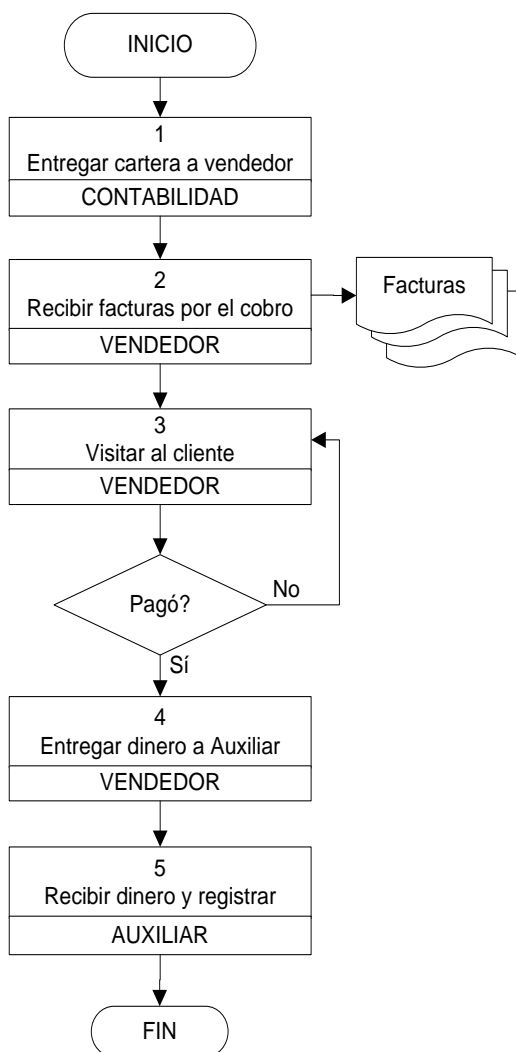 INICIO
1
Entregar cartera a vendedor
CONTABILIDAD
2
Recibir facturas por el cobro
VENDEDOR
Facturas
3
Visitar al cliente
VENDEDOR
Pagó?
No
Sí
4
Entregar dinero a Auxiliar
VENDEDOR
5
Recibir dinero y registrar
AUXILIAR
FIN